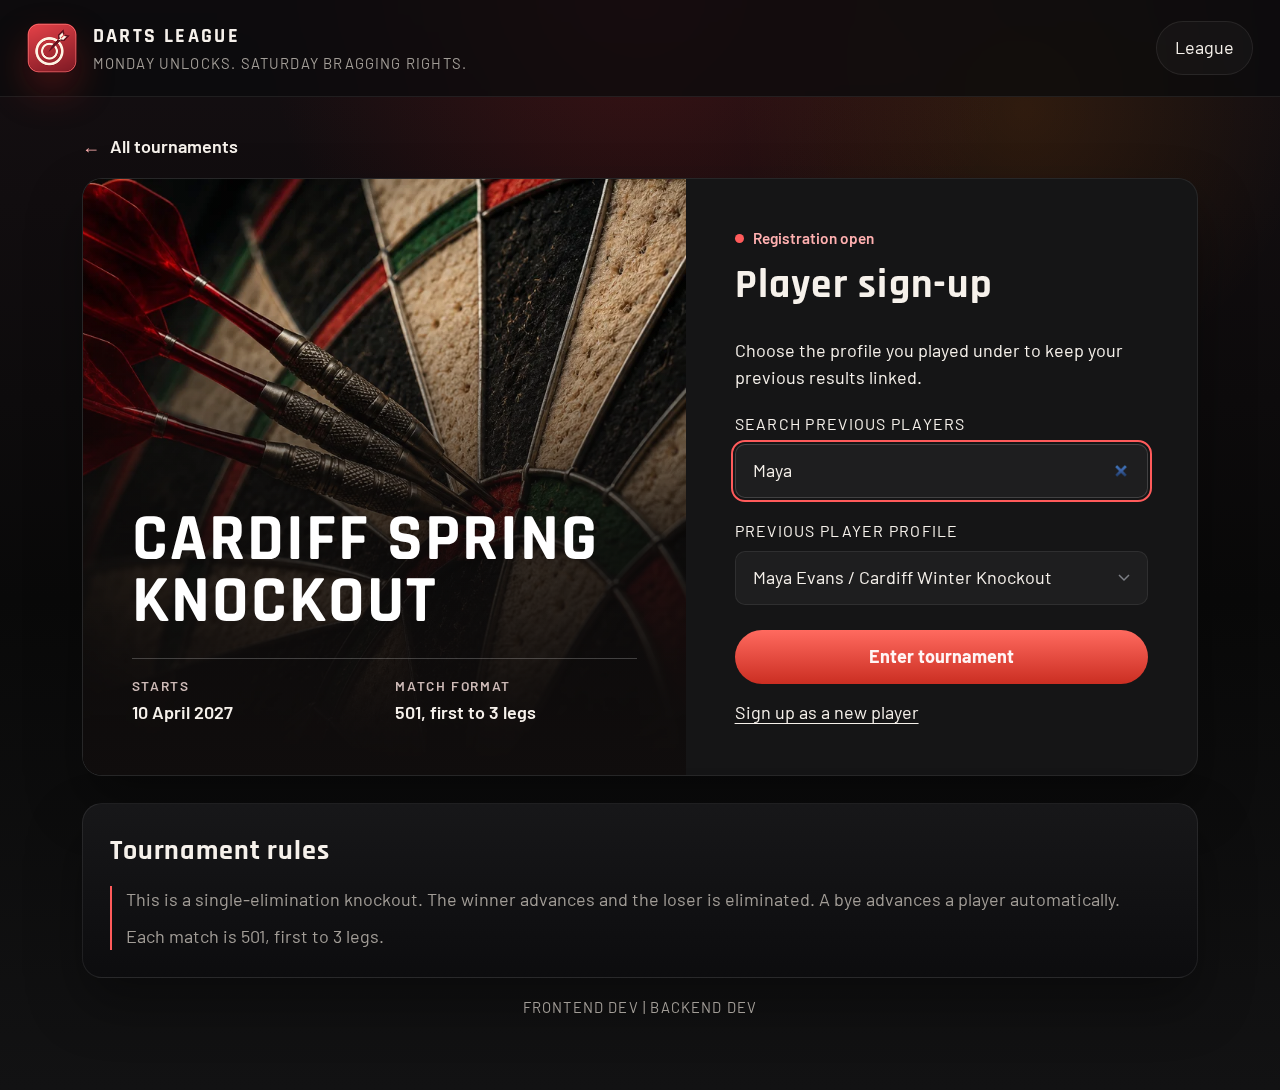 DARTS LEAGUE
MONDAY UNLOCKS. SATURDAY BRAGGING RIGHTS.
League
← All tournaments
CARDIFF SPRING
KNOCKOUT
STARTS
10 April 2027
MATCH FORMAT
501, first to 3 legs
Registration open
Player sign-up
Choose the profile you played under to keep your
previous results linked.
SEARCH PREVIOUS PLAYERS
Maya
PREVIOUS PLAYER PROFILE
Maya Evans / Cardiff Winter Knockout
Enter tournament
Sign up as a new player
Tournament rules
This is a single-elimination knockout. The winner advances and the loser is eliminated. A bye advances a player automatically.
Each match is 501, first to 3 legs.
FRONTEND DEV | BACKEND DEV